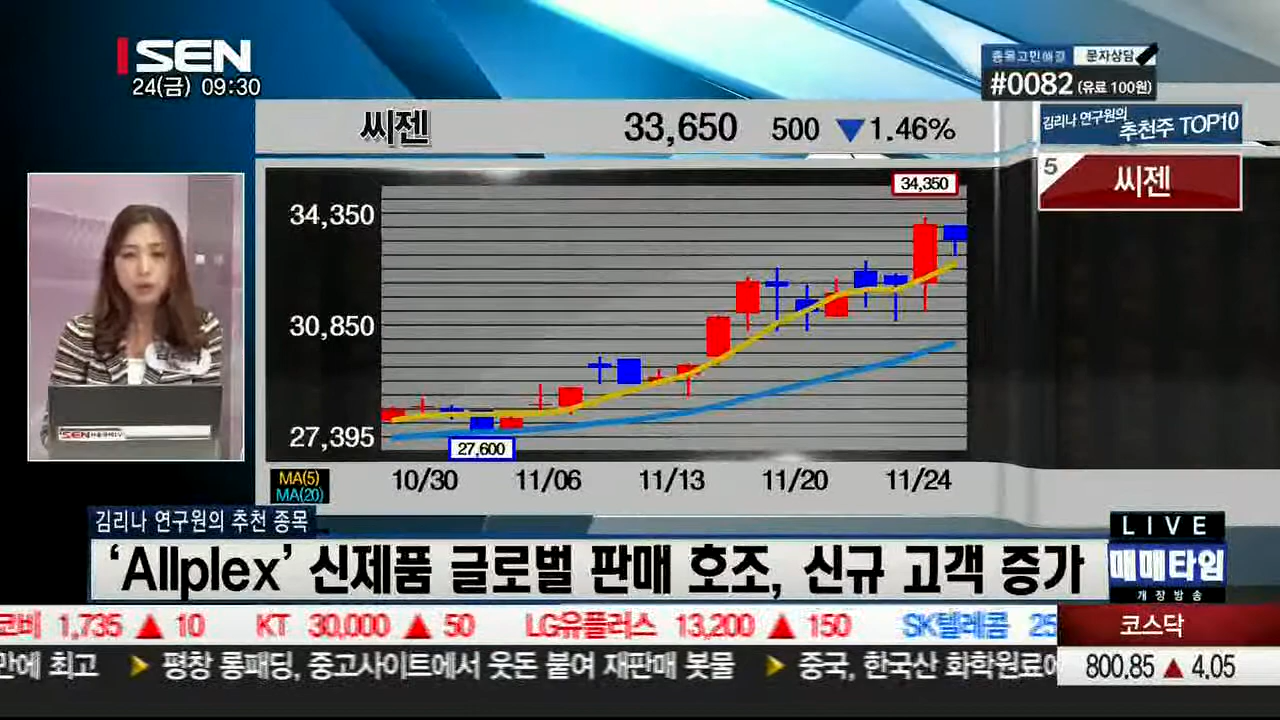 SEN
24(금) 09:30
종목고민해결 문자상담
#0082 (유료 100원)
씨젠 33,650 500 ▼1.46%
김리나 연구원의
추천주 TOP10
5 씨젠
34,350
34,350
30,850
27,395
27,600
10/30 11/06 11/13 11/20 11/24
MA(5)
MA(20)
SEN
김리나 연구원의 추천 종목
‘Allplex’ 신제품 글로벌 판매 호조, 신규 고객 증가
LIVE
매매타임
개장방송
코비 1,735 ▲ 10 KT 30,000 ▲ 50 LG유플러스 13,200 ▲ 150 SK텔레콤 25
코스닥
만에 최고 평창 롱패딩, 중고사이트에서 웃돈 붙여 재판매 봇물 중국, 한국산 화학원료에
800.85 ▲ 4.05